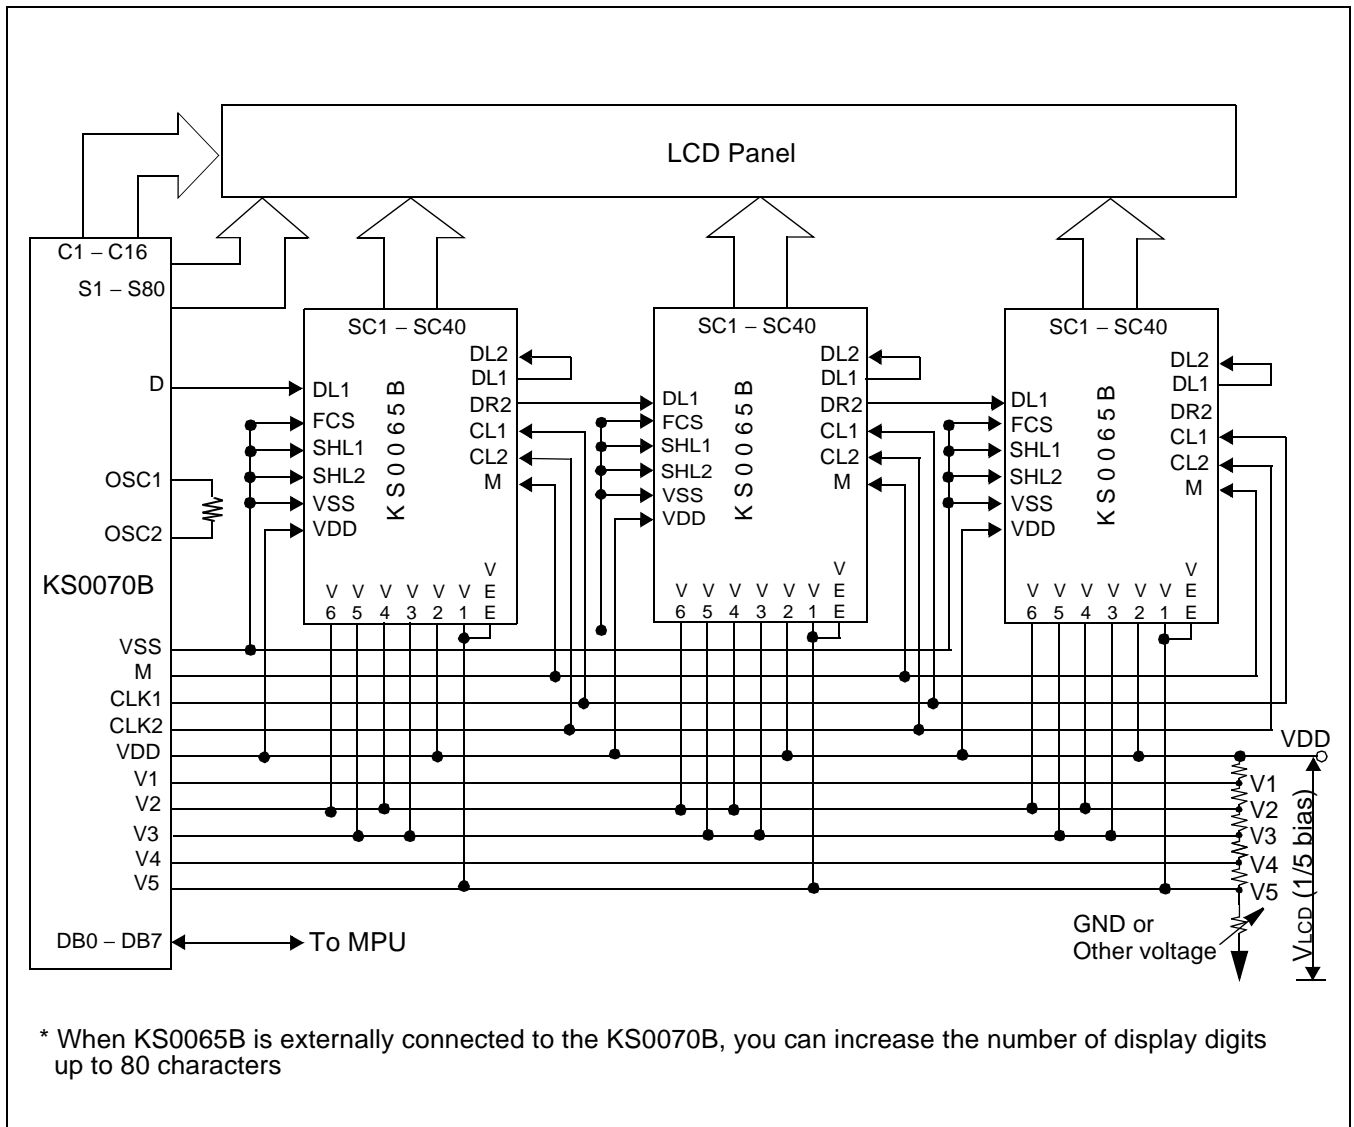 LCD Panel
C1 – C16
S1 – S80
D
OSC1
OSC2
KS0070B
VSS
M
CLK1
CLK2
VDD
V1
V2
V3
V4
V5
DB0 – DB7
To MPU
SC1 – SC40
DL1
FCS
SHL1
SHL2
VSS
VDD
KS0065B
DL2
DL1
DR2
CL1
CL2
M
V6
V5
V4
V3
V2
V1
VEE
SC1 – SC40
DL1
FCS
SHL1
SHL2
VSS
VDD
KS0065B
DL2
DL1
DR2
CL1
CL2
M
V6
V5
V4
V3
V2
V1
VEE
SC1 – SC40
DL1
FCS
SHL1
SHL2
VSS
VDD
KS0065B
DL2
DL1
DR2
CL1
CL2
M
V6
V5
V4
V3
V2
V1
VEE
VDD
V1
V2
V3
V4
V5
VLCD (1/5 bias)
GND or
Other voltage
* When KS0065B is externally connected to the KS0070B, you can increase the number of display digits
up to 80 characters